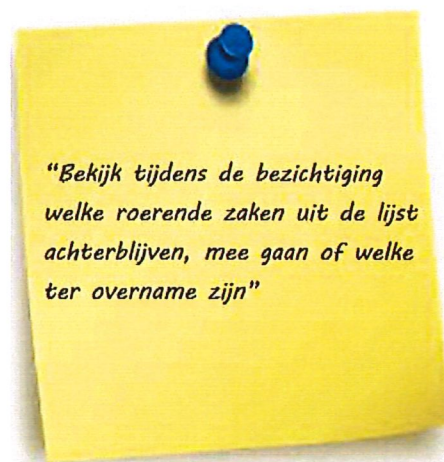 “Bekijk tijdens de bezichtiging
welke roerende zaken uit de lijst
achterblijven, mee gaan of welke
ter overname zijn”